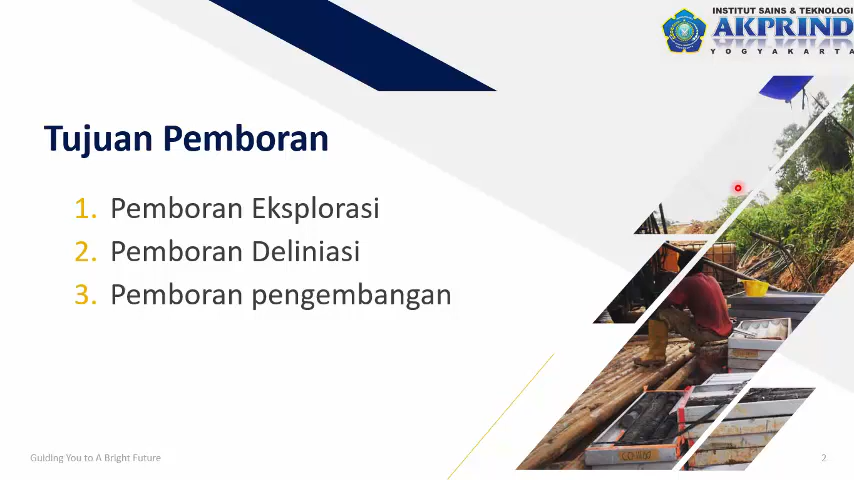 INSTITUT SAINS & TEKNOLOGI
AKPRIND
YOGYAKARTA
Tujuan Pemboran
1. Pemboran Eksplorasi
2. Pemboran Deliniasi
3. Pemboran pengembangan
Guiding You to A Bright Future
2